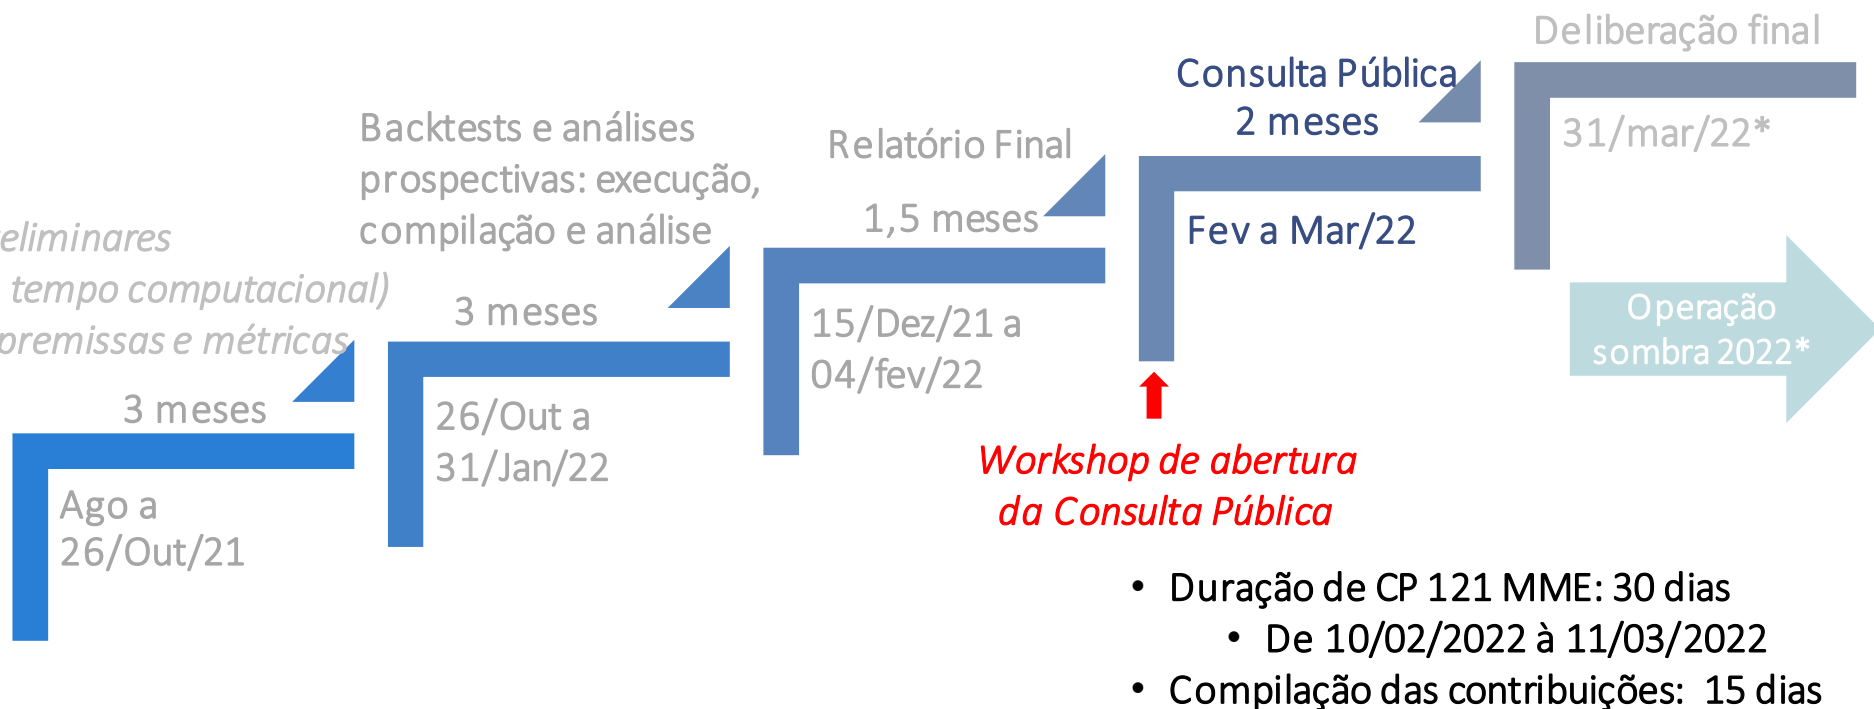 eliminares
tempo computacional)
premissas e métricas
3 meses
Ago a
26/Out/21
Backtests e análises
prospectivas: execução,
compilação e análise
3 meses
26/Out a
31/Jan/22
Relatório Final
1,5 meses
15/Dez/21 a
04/fev/22
Consulta Pública
2 meses
Fev a Mar/22
Workshop de abertura
da Consulta Pública
Deliberação final
31/mar/22*
Operação
sombra 2022*
• Duração de CP 121 MME: 30 dias
• De 10/02/2022 à 11/03/2022
• Compilação das contribuições: 15 dias